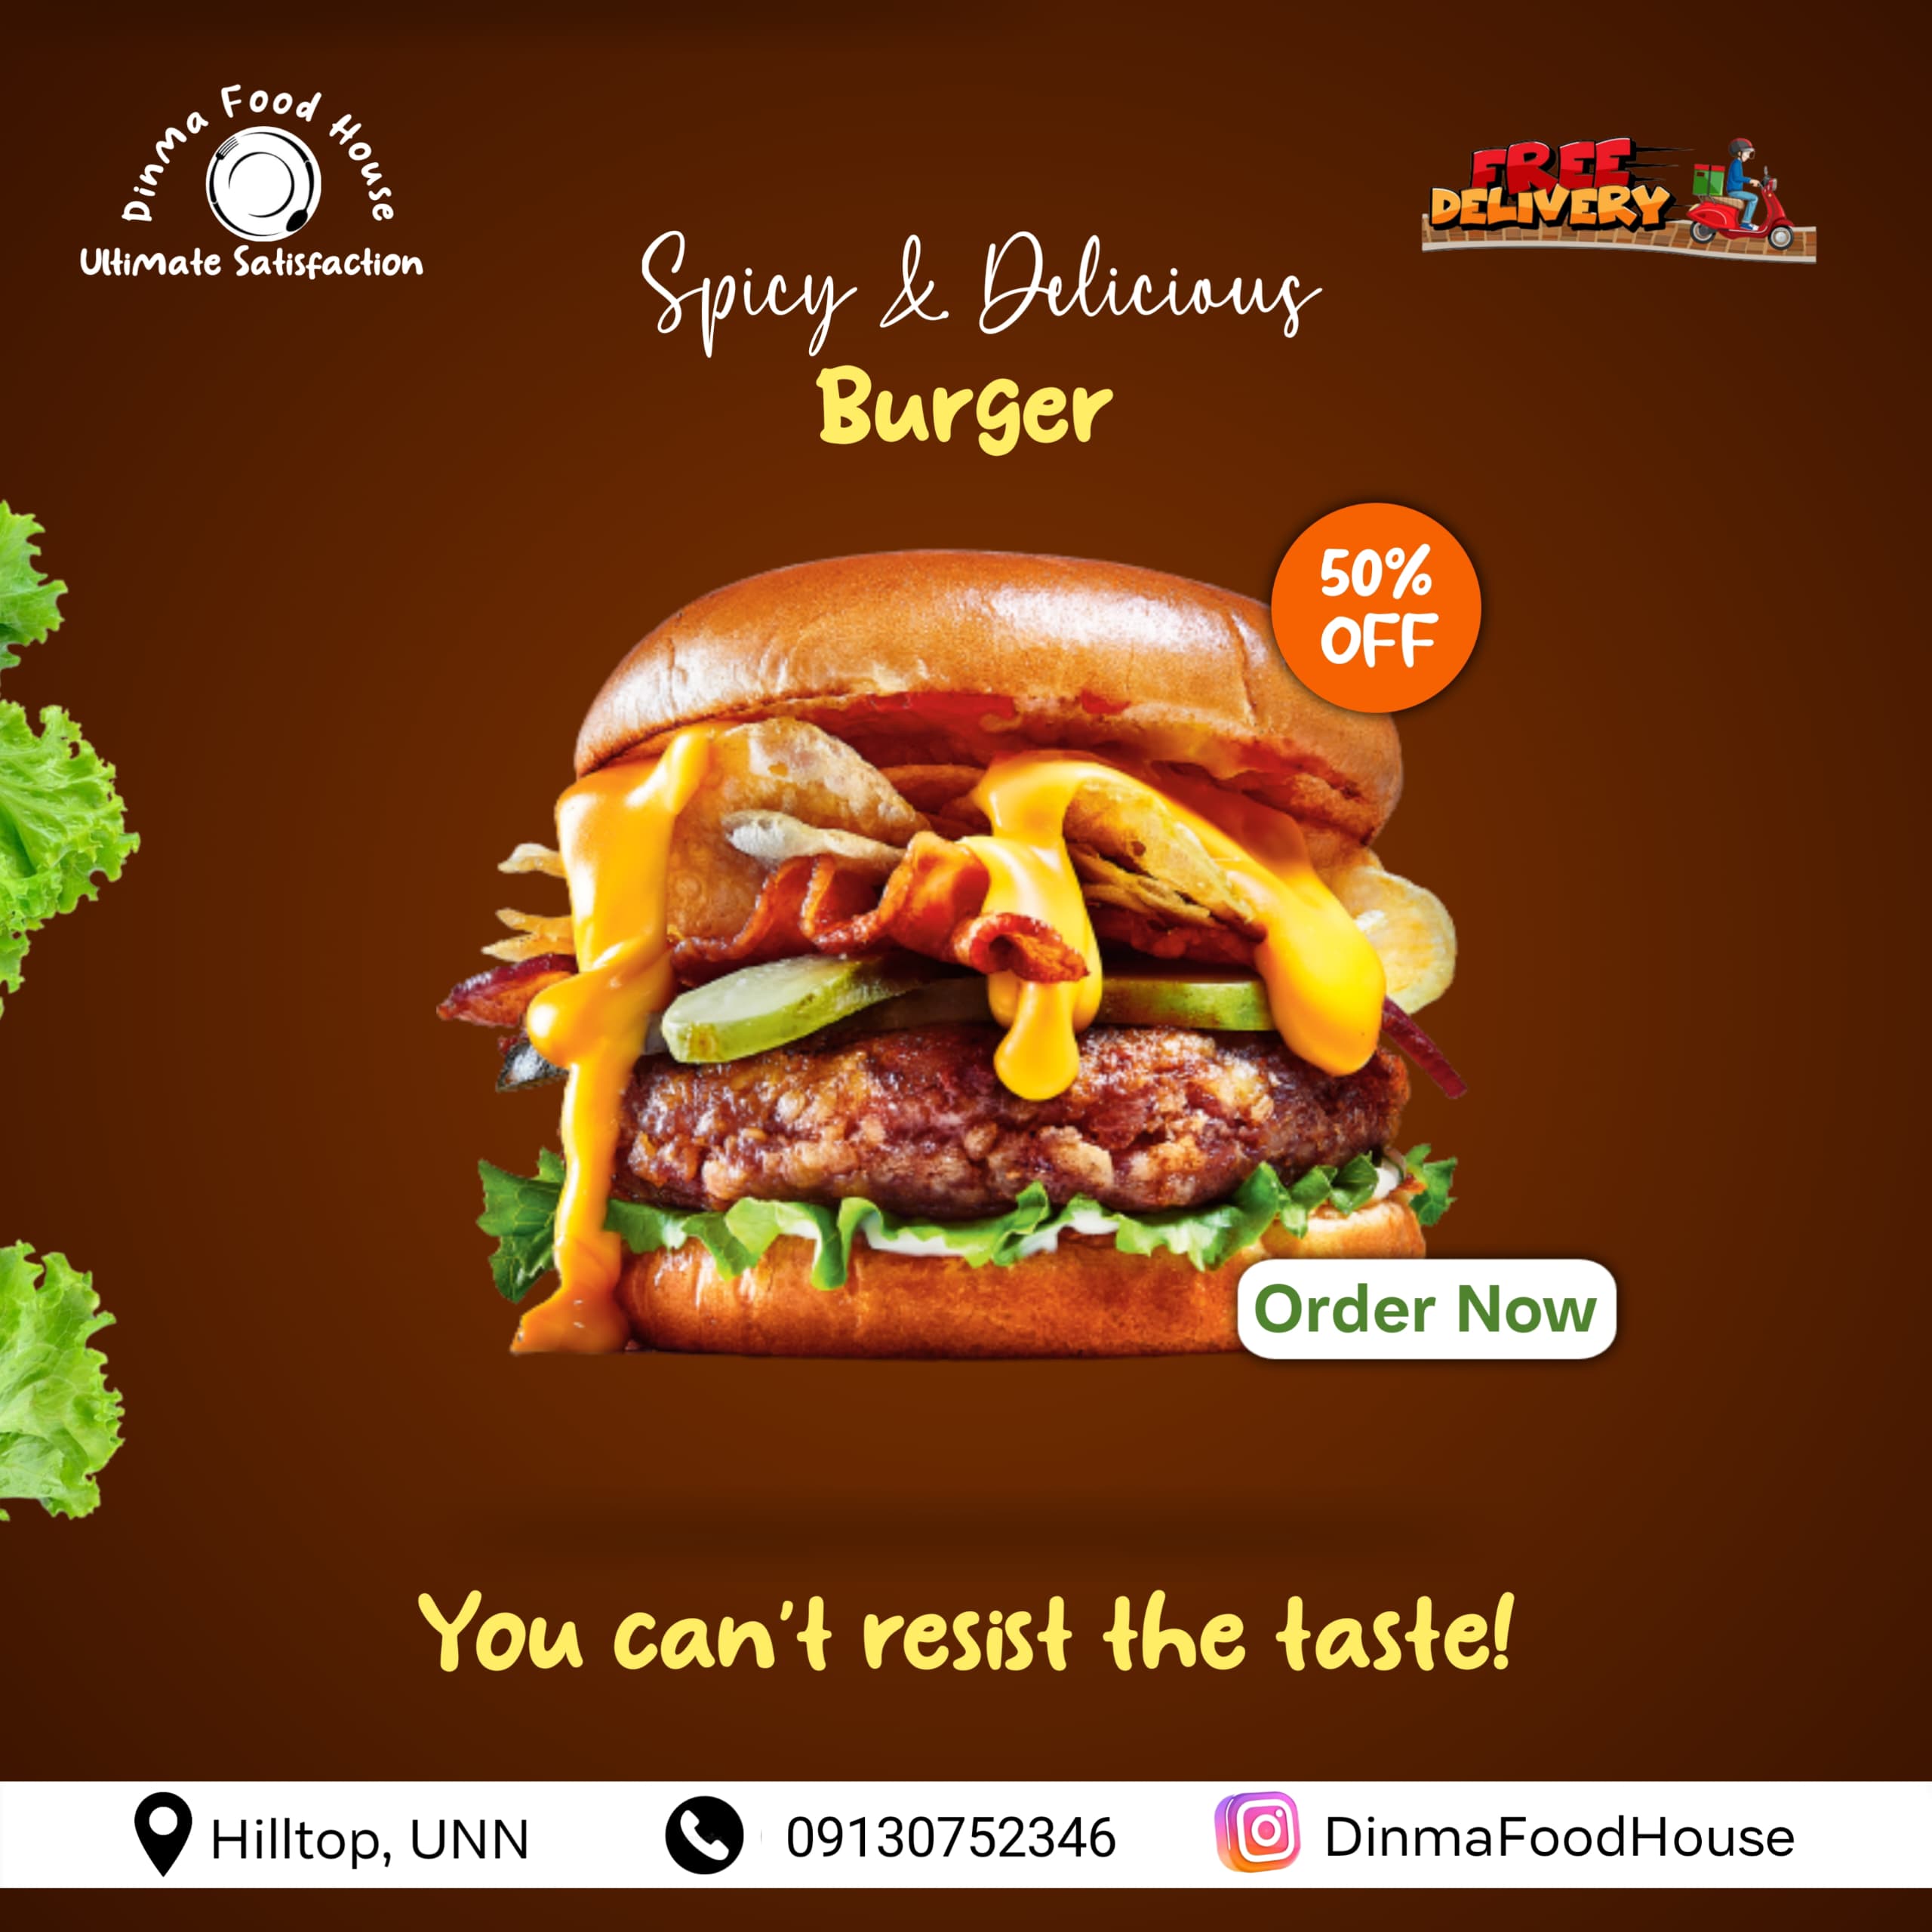 Dinma Food House
Ultimate Satisfaction
FREE
DELIVERY
Spicy & Delicious
Burger
50%
OFF
Order Now
You can't resist the taste!
Hilltop, UNN
09130752346
DinmaFoodHouse